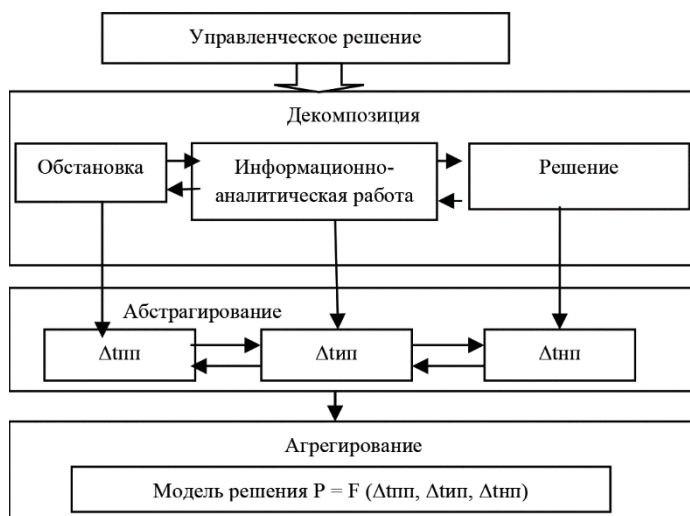 Управленческое решение
Декомпозиция
Обстановка
Информационно-
аналитическая работа
Решение
Абстрагирование
Δtпп
Δtип
Δtнп
Агрегирование
Модель решения P = F (Δtпп, Δtип, Δtнп)